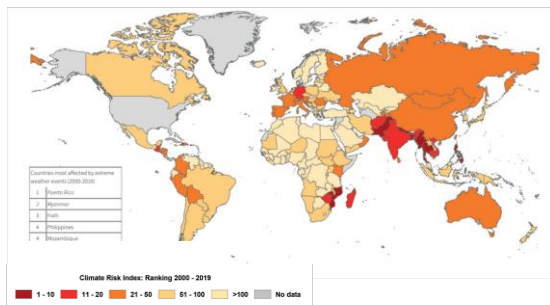 Countries most affected by extreme
weather events (2000-2019)
1 Puerto Rico
2 Myanmar
3 Haiti
4 Philippines
5 Mozambique
Climate Risk Index: Ranking 2000 - 2019
1 - 10 11 - 20 21 - 50 51 - 100 >100 No data